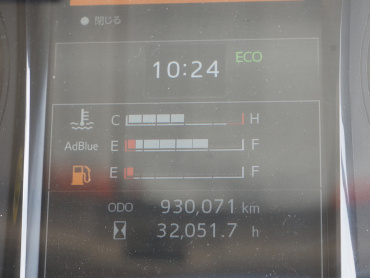 閉じる
10:24 ECO
C H
AdBlue E F
E F
ODO 930,071 km
32,051.7 h